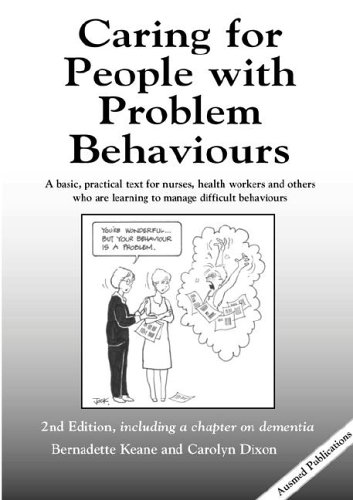 Caring for
People with
Problem
Behaviours
A basic, practical text for nurses, health workers and others
who are learning to manage difficult behaviours
YOU'RE WONDERFUL...
BUT YOUR BEHAVIOUR
IS A PROBLEM.
JOCK
2nd Edition, including a chapter on dementia
Bernadette Keane and Carolyn Dixon
Ausmed Publications